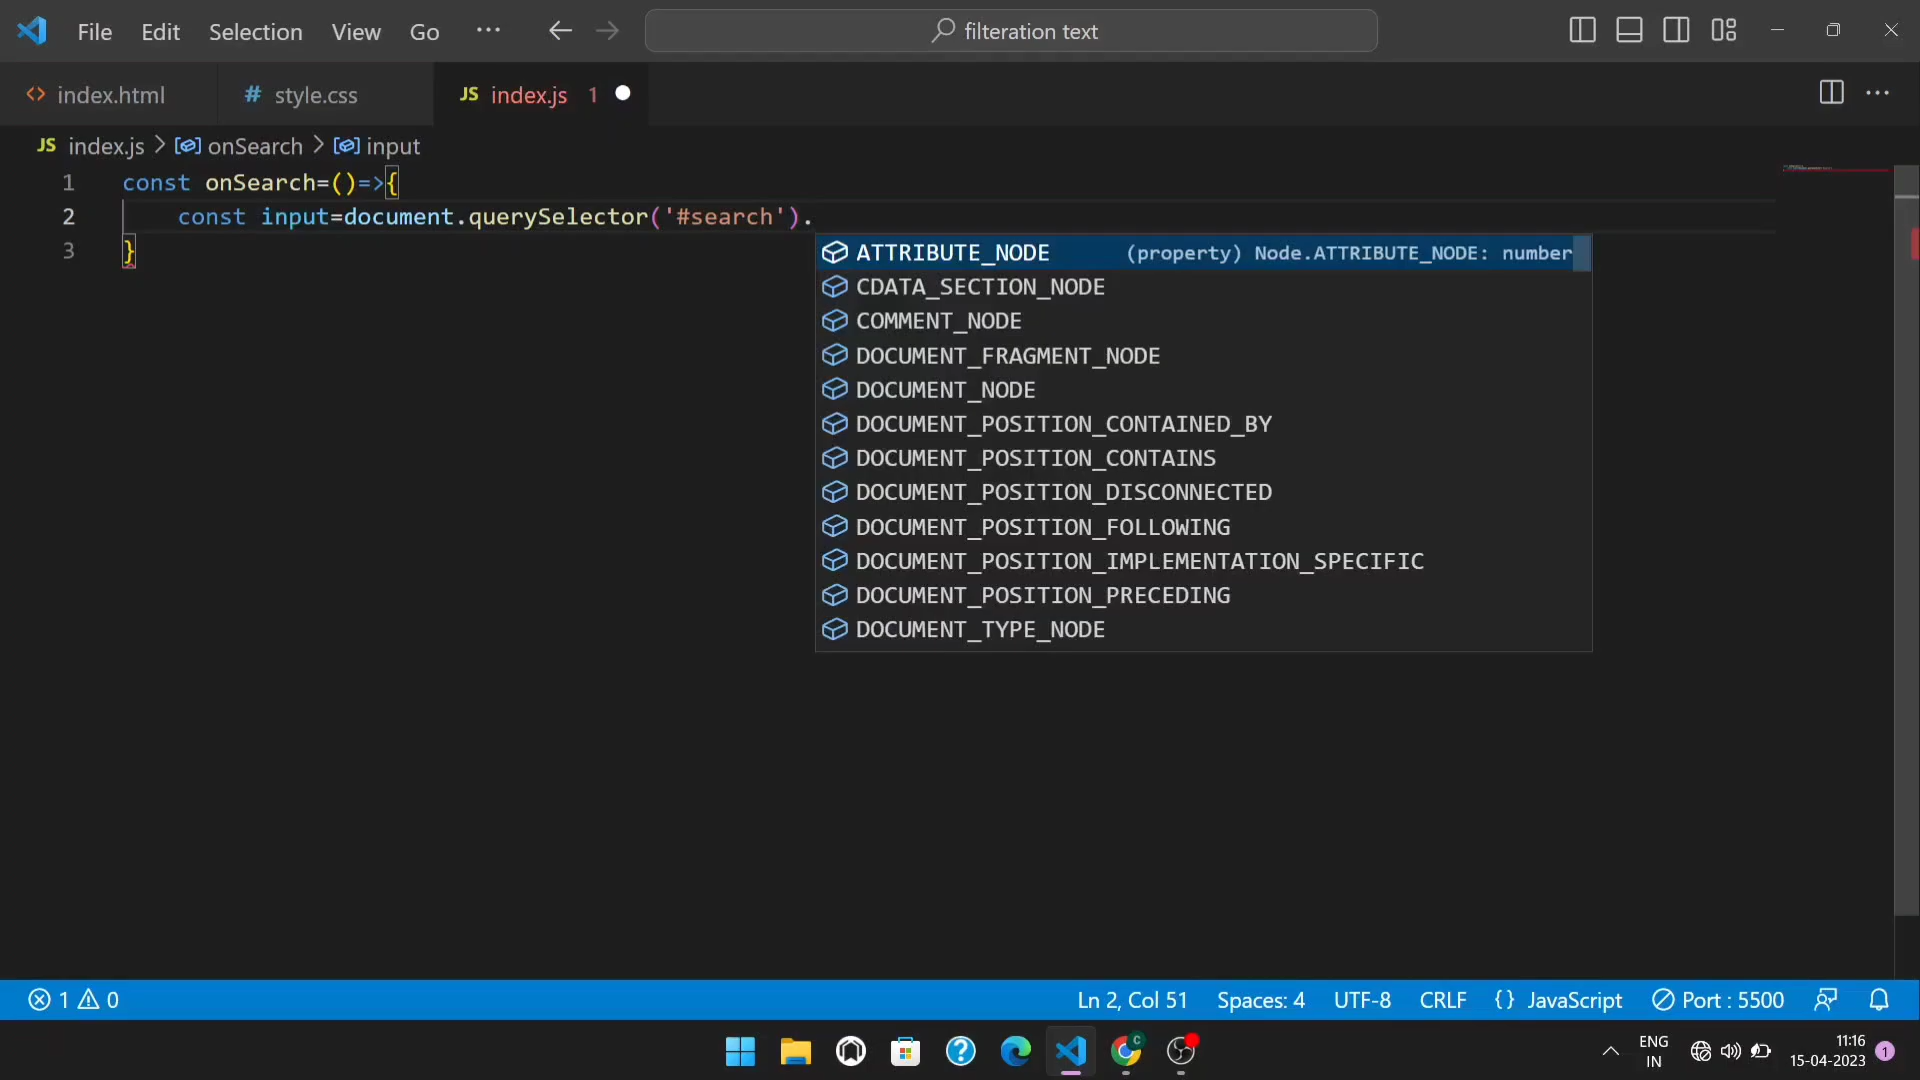 File Edit Selection View Go ··· filteration text
index.html # style.css JS index.js 1
JS index.js > onSearch > input
1 const onSearch=()=>{
2 const input=document.querySelector('#search').
3 }
ATTRIBUTE_NODE (property) Node.ATTRIBUTE_NODE: number
CDATA_SECTION_NODE
COMMENT_NODE
DOCUMENT_FRAGMENT_NODE
DOCUMENT_NODE
DOCUMENT_POSITION_CONTAINED_BY
DOCUMENT_POSITION_CONTAINS
DOCUMENT_POSITION_DISCONNECTED
DOCUMENT_POSITION_FOLLOWING
DOCUMENT_POSITION_IMPLEMENTATION_SPECIFIC
DOCUMENT_POSITION_PRECEDING
DOCUMENT_TYPE_NODE
1 0 Ln 2, Col 51 Spaces: 4 UTF-8 CRLF {} JavaScript Port : 5500
ENG 11:16
IN 15-04-2023 1